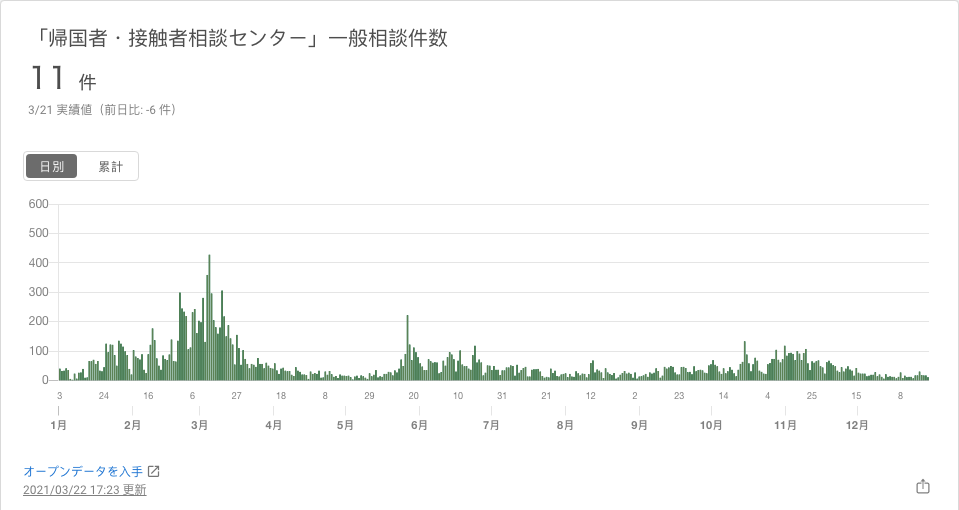 「帰国者・接触者相談センター」一般相談件数
11 件
3/21 実績値（前日比: -6 件）
日別 累計
600
500
400
300
200
100
0
3 24 16 6 27 18 8 29 20 10 31 21 12 2 23 14 4 25 15 8
1月 2月 3月 4月 5月 6月 7月 8月 9月 10月 11月 12月
オープンデータを入手
2021/03/22 17:23 更新